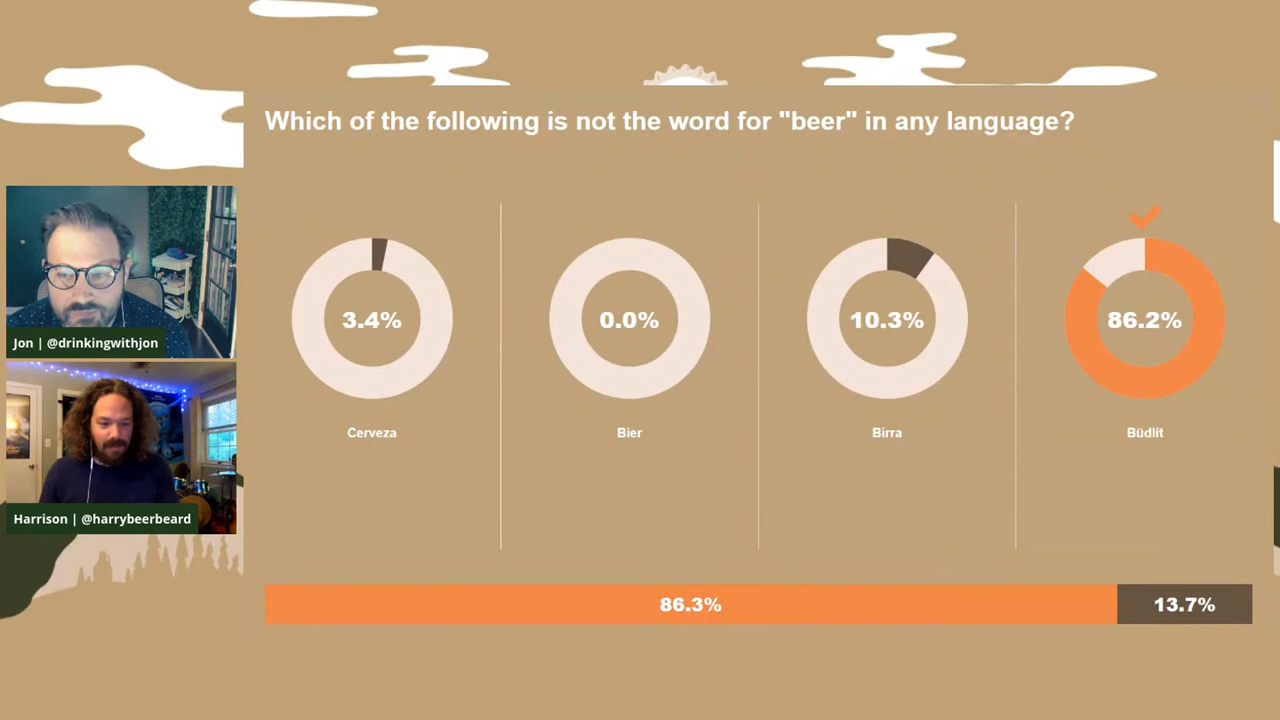 Which of the following is not the word for "beer" in any language?
Jon | @drinkingwithjon
Harrison | @harrybeerbeard
3.4%
0.0%
10.3%
86.2%
Cerveza
Bier
Birra
Büdlit
86.3%
13.7%